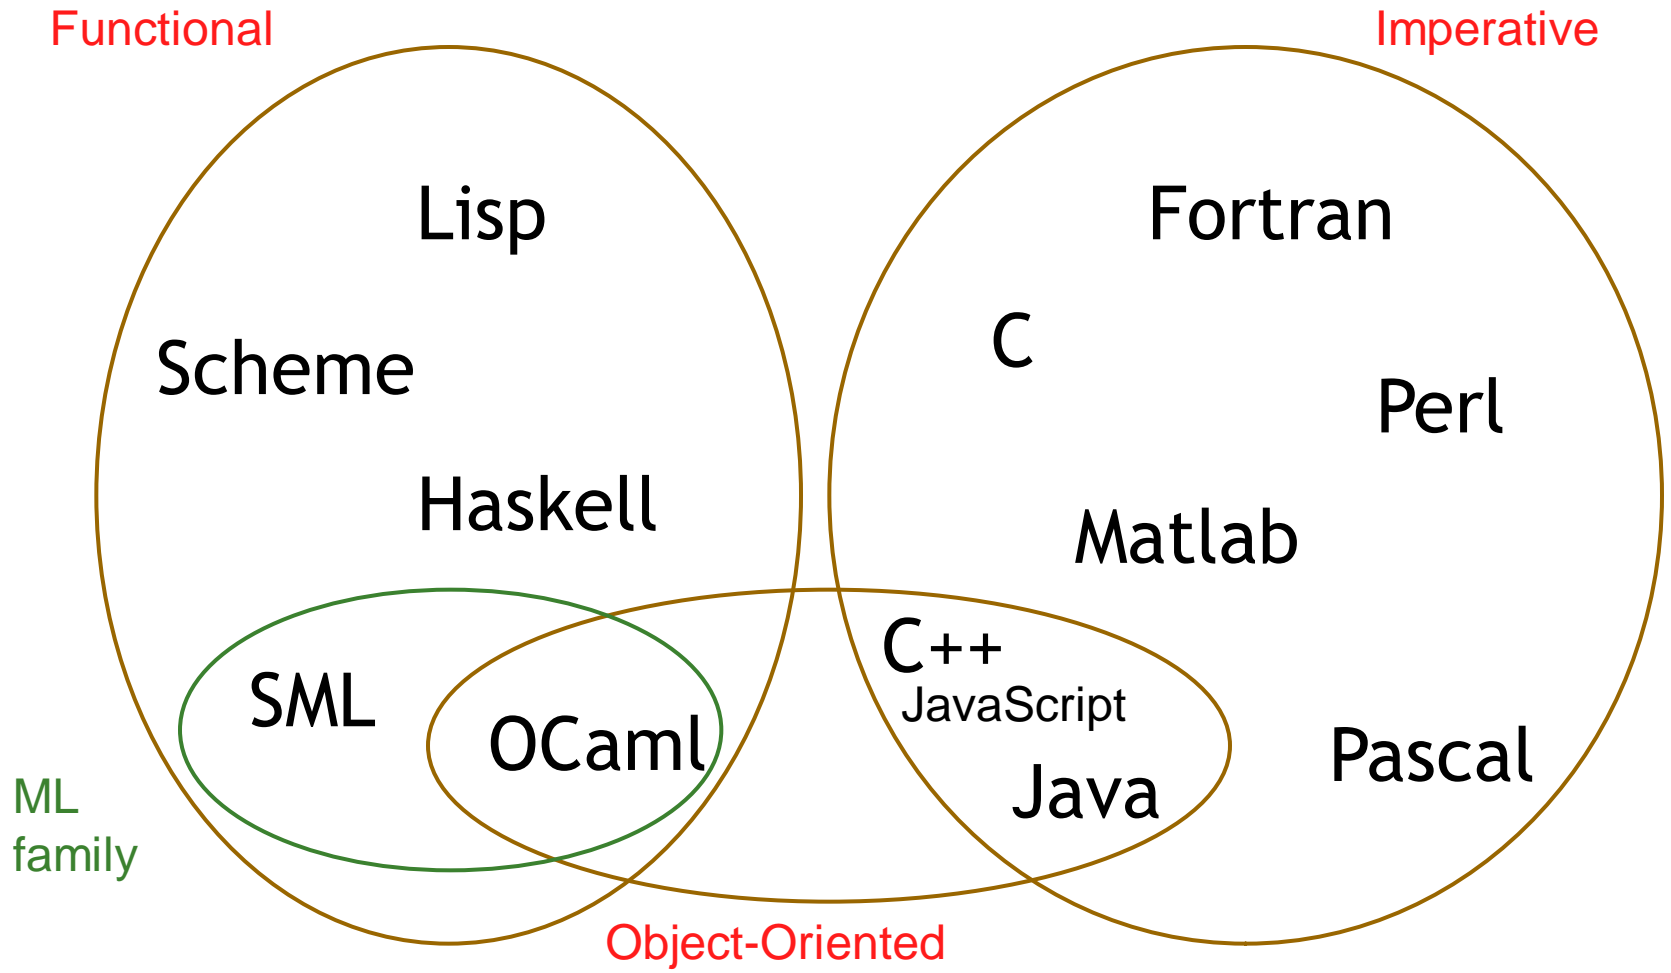 Functional
Imperative
Lisp
Fortran
C
Scheme
Perl
Haskell
Matlab
C++
JavaScript
SML
OCaml
Pascal
Java
ML
family
Object-Oriented